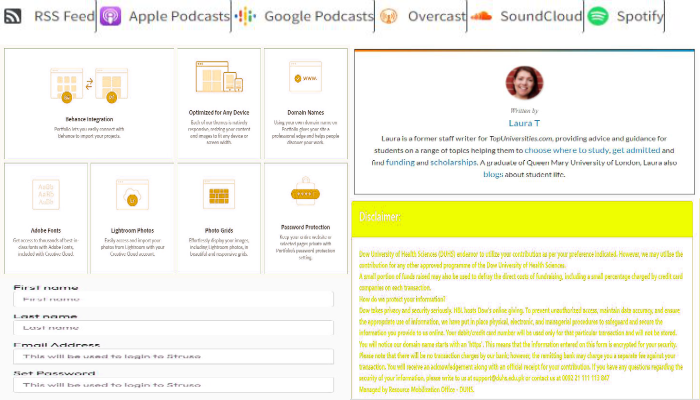 RSS Feed Apple Podcasts Google Podcasts Overcast SoundCloud Spotify
Behance Integration
Portfolio lets you easily connect with
Behance to import your projects.
Optimized for Any Device
Each of our themes is natively
responsive, resizing your content
and images to fit any device or
screen width.
Domain Names
Using your own domain name on
Portfolio gives your site a
professional edge and helps people
discover your work.
Adobe Fonts
Get access to thousands of best-in-
class fonts with Adobe Fonts,
included with Creative Cloud.
Lightroom Photos
Easily access and import your
photos from Lightroom with your
Creative Cloud account.
Photo Grids
Effortlessly display your images,
including Lightroom photos, in
beautiful and responsive grids.
Password Protection
Keep your entire website or
selected pages private with
Portfolio's password protection
setting.
First name
First name
Last name
Last name
Email Address
This will be used to login to Struso
Set Password
This will be used to login to Struso
Written by
Laura T
Laura is a former staff writer for TopUniversities.com, providing advice and guidance for
students on a range of topics helping them to choose where to study, get admitted and
find funding and scholarships. A graduate of Queen Mary University of London, Laura also
blogs about student life.
Disclaimer
Dow University of Health Sciences (DUHS) endeavor to utilize your contribution as per your preference indicated. However, we may utilize the
contribution for any other approved programme of the Dow University of Health Sciences.
A small portion of funds raised may also be used to defray the direct costs of fundraising, including a small percentage charged by credit card
companies on each transaction.
How do we protect your information?
Dow takes privacy and security seriously. HBL hosts Dow's online giving. To prevent unauthorized access, maintain data accuracy, and ensure
the appropriate use of information, we have put in place physical, electronic, and managerial procedures to safeguard and secure the
information you provide to us online. Your debit/credit card number will be used only for that particular transaction and will not be stored.
You will notice our domain name starts with 'https'. This means that the information entered on this form is encrypted for your security.
Please note that there will be no transaction charges by our bank; however, the remitting bank may charge you a separate fee against your
transaction. You will receive an acknowledgement along with an official receipt for your contribution. If you have any questions regarding the
security of your information, please write to us at support@duhs.edu.pk or contact us at 0092 21 111 113 847
Managed by Resource Mobilization Office - DUHS.